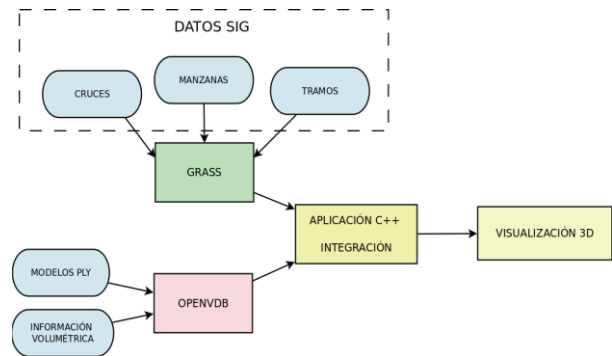 DATOS SIG
CRUCES
MANZANAS
TRAMOS
GRASS
APLICACIÓN C++
INTEGRACIÓN
VISUALIZACIÓN 3D
MODELOS PLY
INFORMACIÓN
VOLUMÉTRICA
OPENVDB